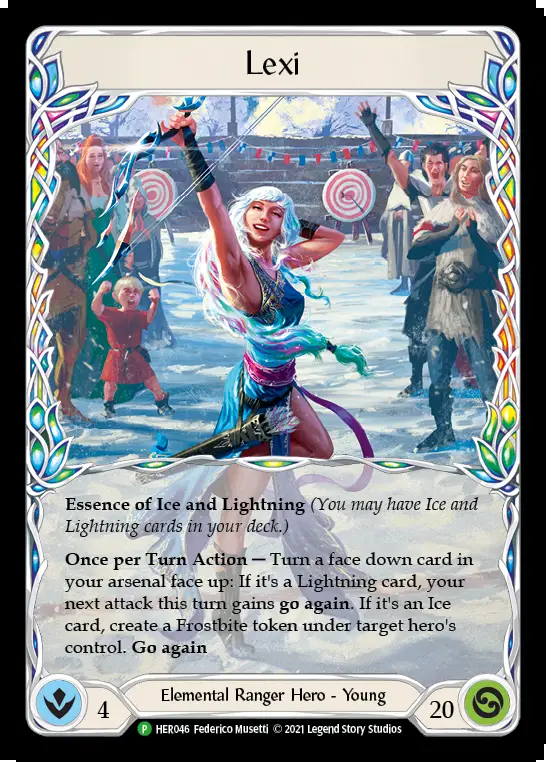 Lexi
Essence of Ice and Lightning (You may have Ice and
Lightning cards in your deck.)
Once per Turn Action — Turn a face down card in
your arsenal face up: If it's a Lightning card, your
next attack this turn gains go again. If it's an Ice
card, create a Frostbite token under target hero's
control. Go again
4
Elemental Ranger Hero - Young
20
P HER046 Federico Musetti © 2021 Legend Story Studios